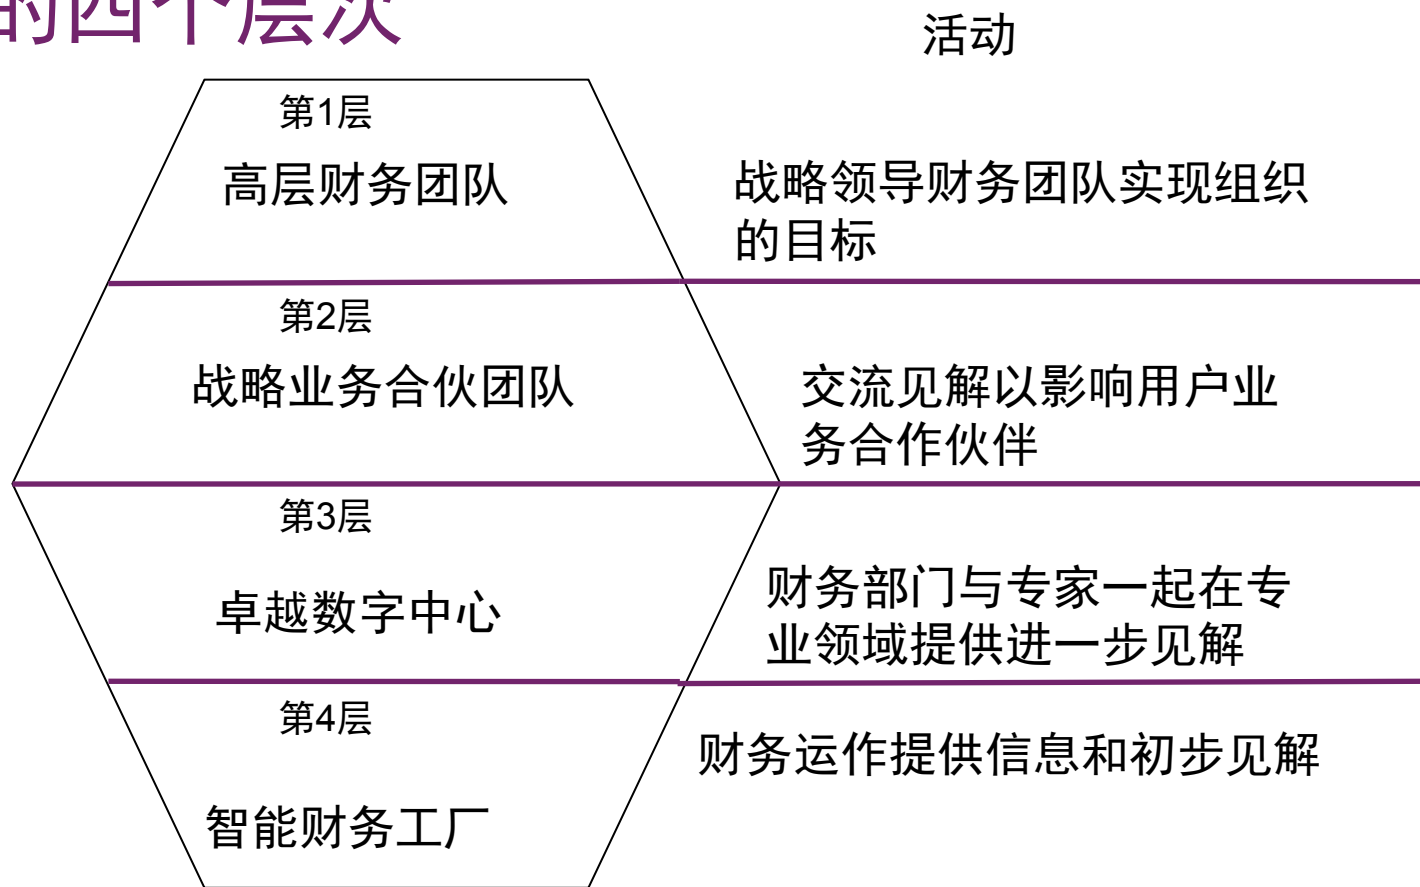 的四个层次
活动
第1层
高层财务团队
战略领导财务团队实现组织
的目标
第2层
战略业务合伙团队
交流见解以影响用户业
务合作伙伴
第3层
卓越数字中心
财务部门与专家一起在专
业领域提供进一步见解
第4层
智能财务工厂
财务运作提供信息和初步见解